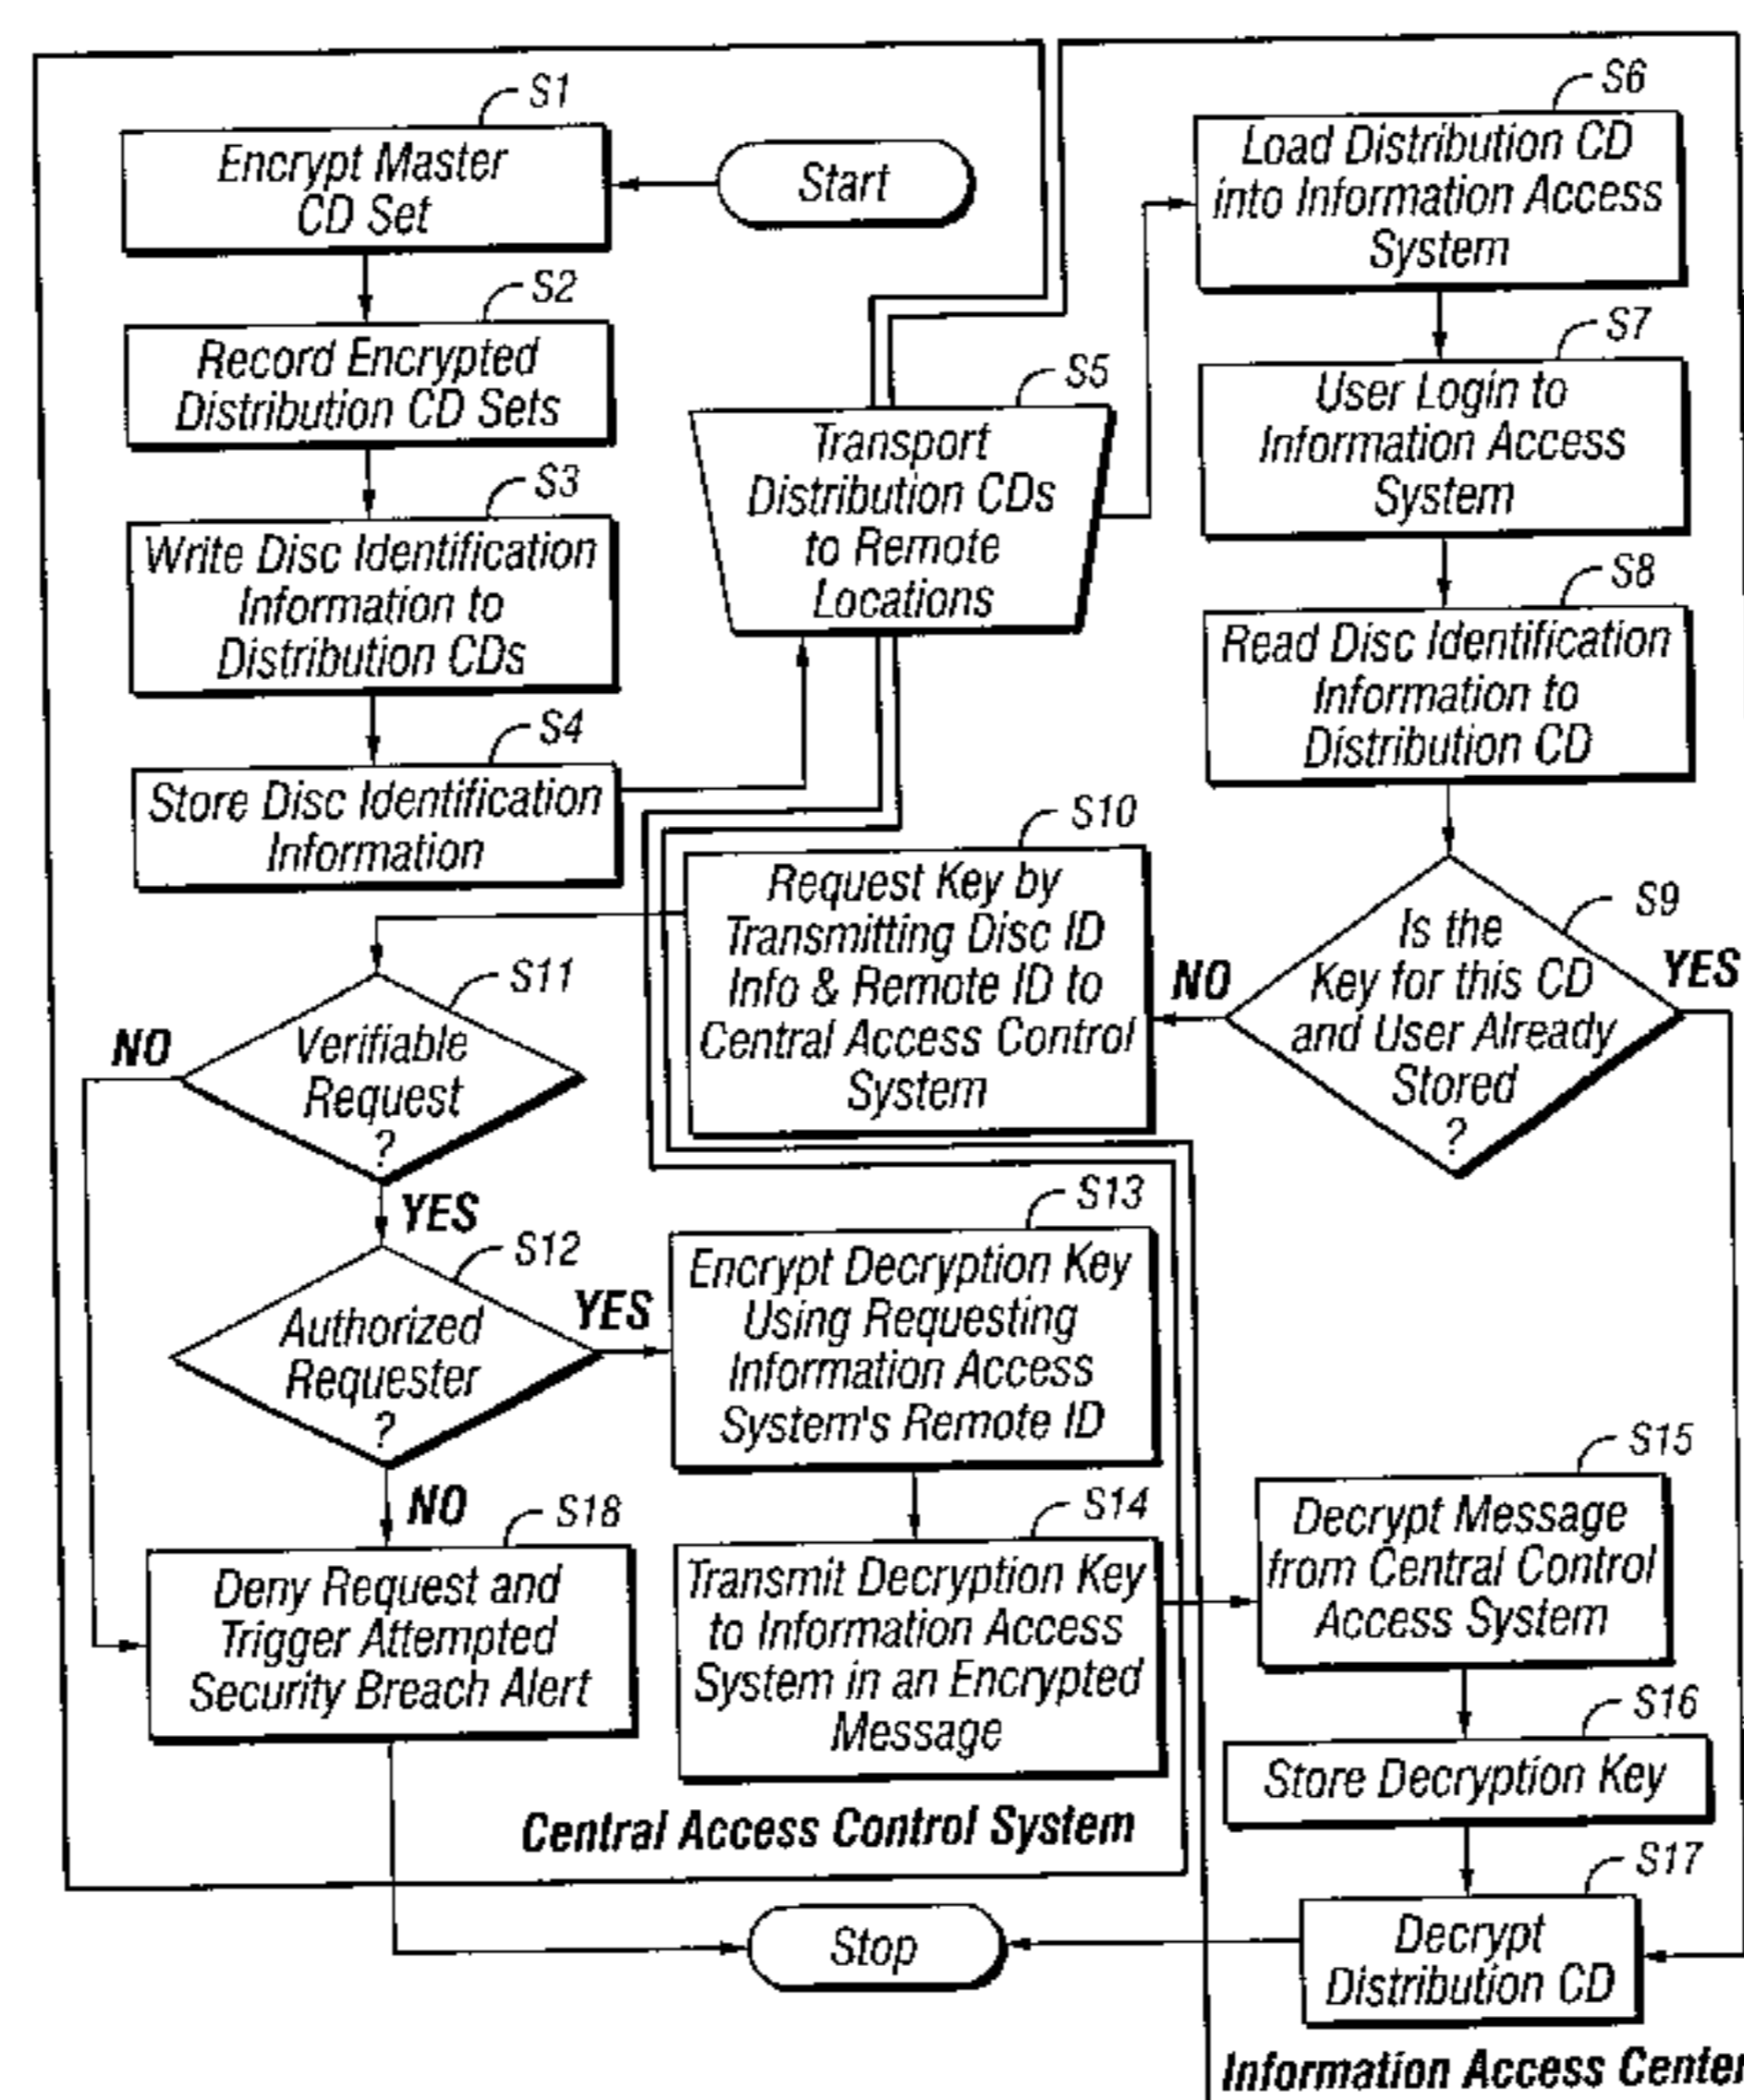 S1
Encrypt Master
CD Set
Start
S2
Record Encrypted
Distribution CD Sets
S3
Write Disc Identification
Information to
Distribution CDs
S4
Store Disc Identification
Information
S5
Transport
Distribution CDs
to Remote
Locations
S6
Load Distribution CD
into Information Access
System
S7
User Login to
Information Access
System
S8
Read Disc Identification
Information to
Distribution CD
S9
Is the
Key for this CD
and User Already
Stored
?
YES
NO
S10
Request Key by
Transmitting Disc ID
Info & Remote ID to
Central Access Control
System
S11
Verifiable
Request
?
NO
YES
S12
Authorized
Requester
?
YES
NO
S13
Encrypt Decryption Key
Using Requesting
Information Access
System's Remote ID
S14
Transmit Decryption Key
to Information Access
System in an Encrypted
Message
S15
Decrypt Message
from Central Control
Access System
S16
Store Decryption Key
S17
Decrypt
Distribution CD
S18
Deny Request and
Trigger Attempted
Security Breach Alert
Central Access Control System
Stop
Information Access Center